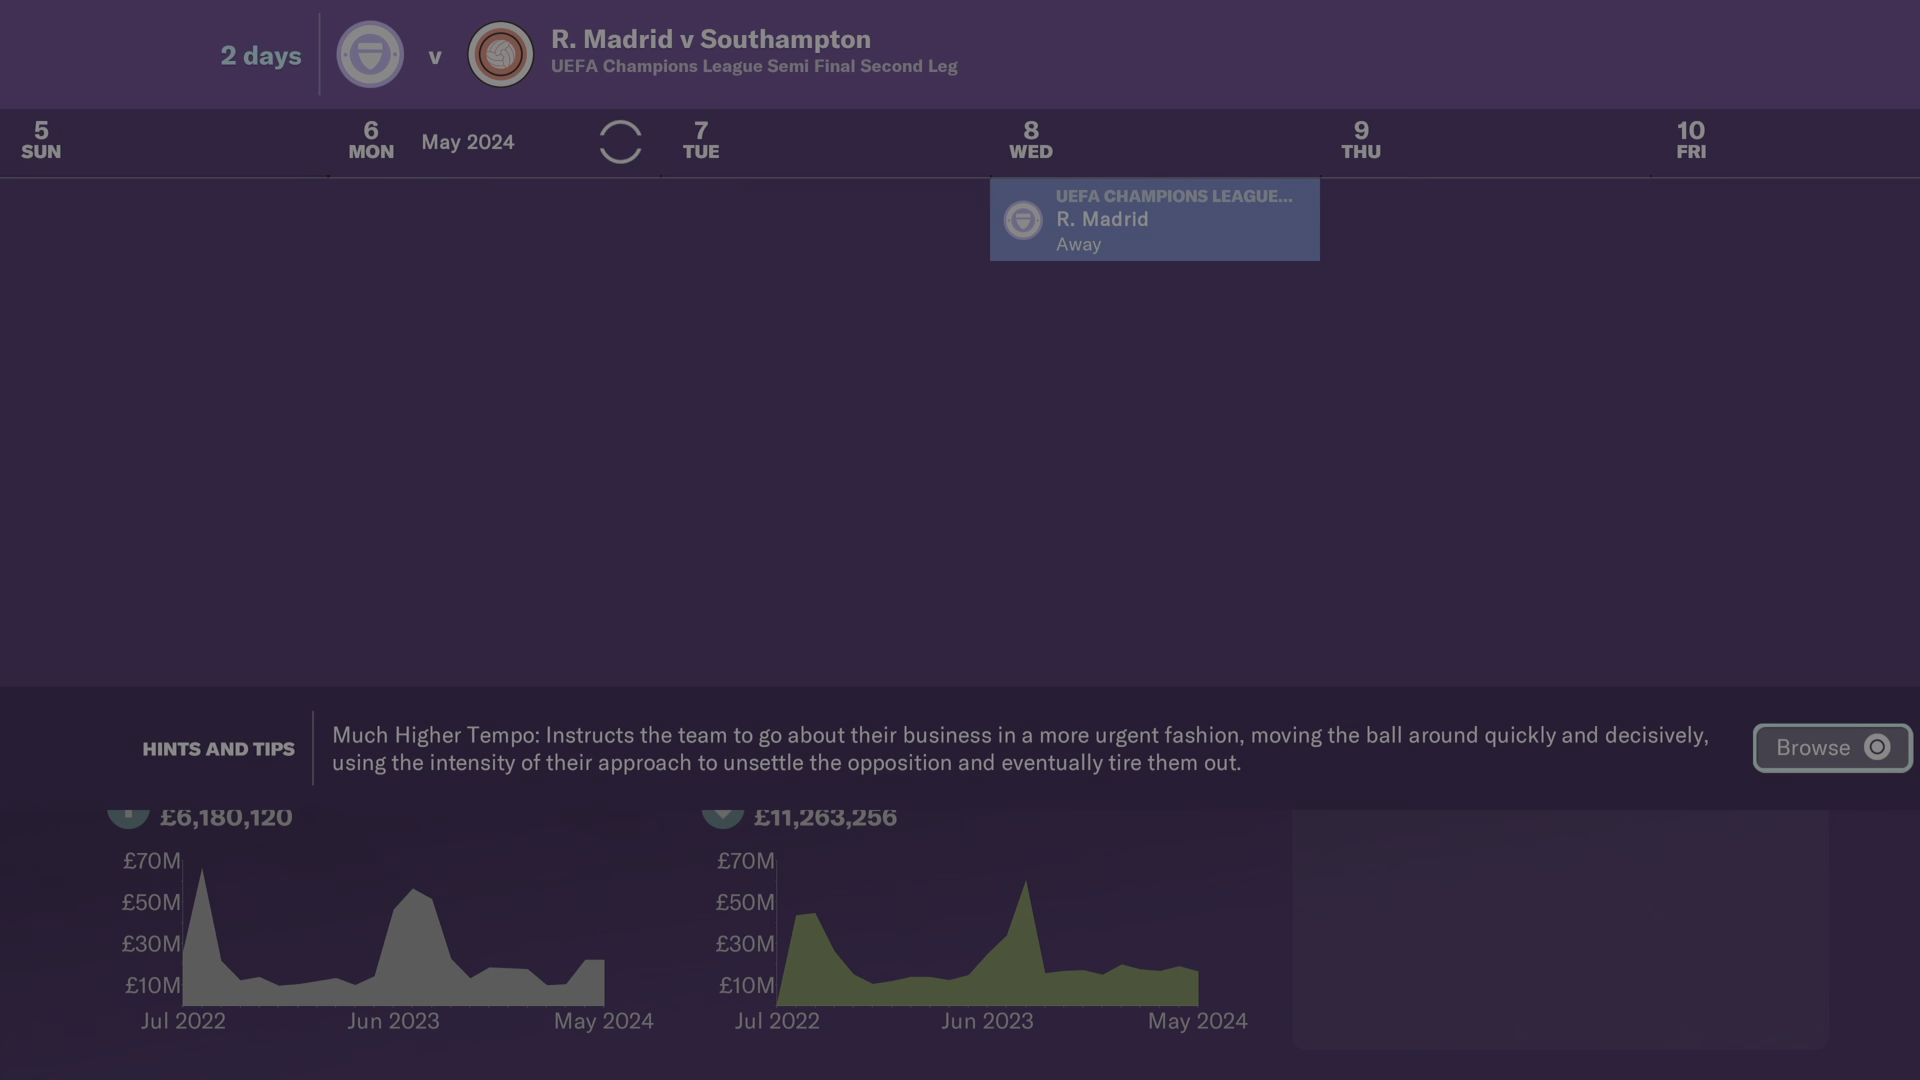 2 days
v
R. Madrid v Southampton
UEFA Champions League Semi Final Second Leg
5
SUN
6
MON
May 2024
7
TUE
8
WED
9
THU
10
FRI
UEFA CHAMPIONS LEAGUE...
R. Madrid
Away
HINTS AND TIPS
Much Higher Tempo: Instructs the team to go about their business in a more urgent fashion, moving the ball around quickly and decisively,
using the intensity of their approach to unsettle the opposition and eventually tire them out.
Browse
£6,180,120
£70M
£50M
£30M
£10M
Jul 2022
Jun 2023
May 2024
£11,263,256
£70M
£50M
£30M
£10M
Jul 2022
Jun 2023
May 2024